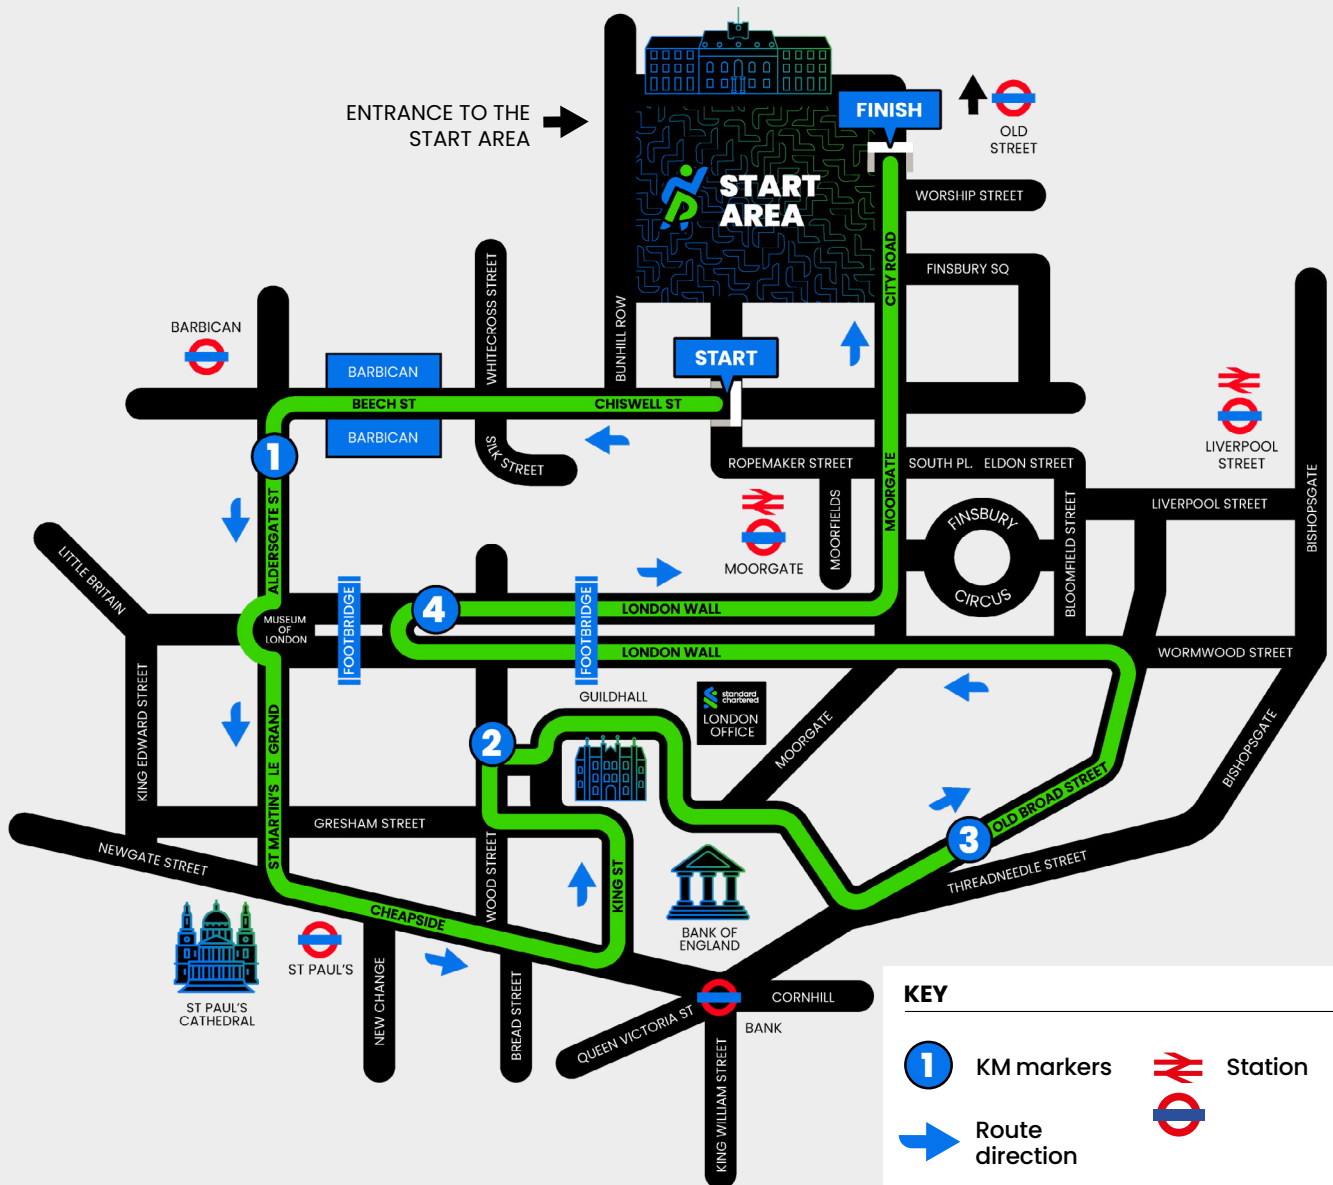 ENTRANCE TO THE
START AREA
FINISH
OLD
STREET
START
AREA
WORSHIP STREET
CITY ROAD
FINSBURY SQ
WHITECROSS STREET
BUNHILL ROW
BARBICAN
BARBICAN
START
BEECH ST
CHISWELL ST
BARBICAN
1
SILK STREET
ROPEMAKER STREET
SOUTH PL.
ELDON STREET
LIVERPOOL
STREET
BISHOPSGATE
LIVERPOOL STREET
MOORGATE
MOORFIELDS
MOORGATE
FINSBURY
CIRCUS
BLOOMFIELD STREET
ALDERSGATE ST
LITTLE BRITAIN
MUSEUM
OF
LONDON
FOOTBRIDGE
4
FOOTBRIDGE
LONDON WALL
LONDON WALL
WORMWOOD STREET
GUILDHALL
standard
chartered
LONDON
OFFICE
MOORGATE
BISHOPSGATE
KING EDWARD STREET
ST MARTIN'S LE GRAND
2
GRESHAM STREET
WOOD STREET
KING ST
3
OLD BROAD STREET
THREADNEEDLE STREET
NEWGATE STREET
CHEAPSIDE
BANK OF
ENGLAND
ST PAUL'S
ST PAUL'S
CATHEDRAL
NEW CHANGE
BREAD STREET
QUEEN VICTORIA ST
CORNHILL
BANK
KING WILLIAM STREET
KEY
1
KM markers
Station
Route
direction